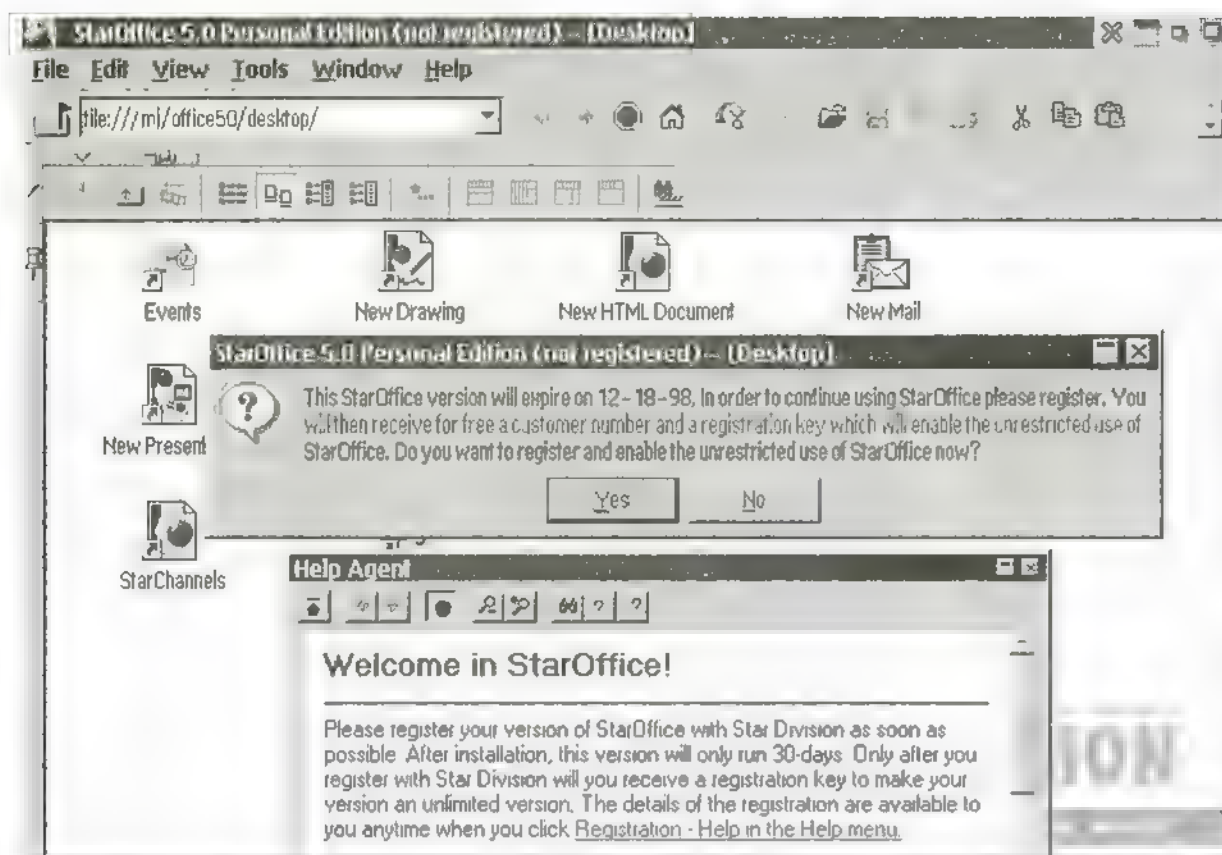 StarOffice 5.0 Personal Edition (not registered) - [Desktop]
File Edit View Tools Window Help
file:///ml/office50/desktop/
Events
New Drawing
New HTML Document
New Mail
StarOffice 5.0 Personal Edition (not registered) - [Desktop]
This StarOffice version will expire on 12-18-98, In order to continue using StarOffice please register. You
will then receive for free a customer number and a registration key which will enable the unrestricted use of
StarOffice. Do you want to register and enable the unrestricted use of StarOffice now?
Yes No
New Present
StarChannels
Help Agent
Welcome in StarOffice!
Please register your version of StarOffice with Star Division as soon as
possible After installation, this version will only run 30-days Only after you
register with Star Division will you receive a registration key to make your
version an unlimited version. The details of the registration are available to
you anytime when you click Registration - Help in the Help menu.
ION